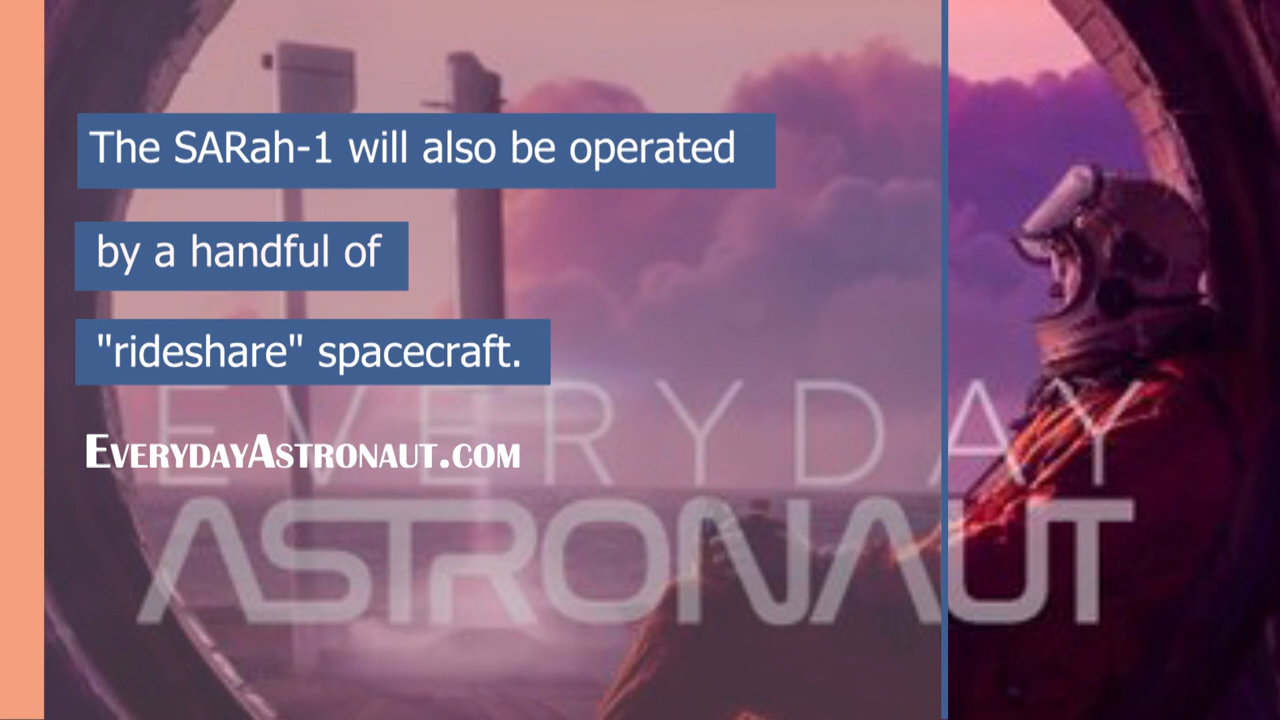 The SARah-1 will also be operated
by a handful of
"rideshare" spacecraft.
EVERYDAYASTRONAUT.COM
EVERYDAY
ASTRONAUT